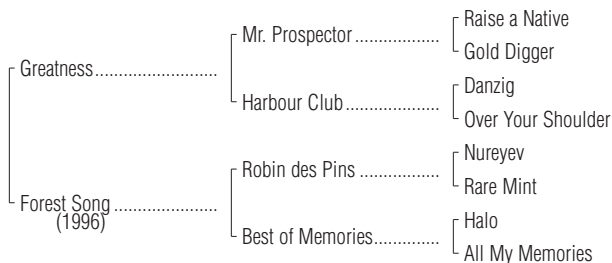 Raise a Native
Mr. Prospector
Gold Digger
Greatness
Danzig
Harbour Club
Over Your Shoulder
Nureyev
Robin des Pins
Rare Mint
Forest Song
(1996)
Halo
Best of Memories
All My Memories